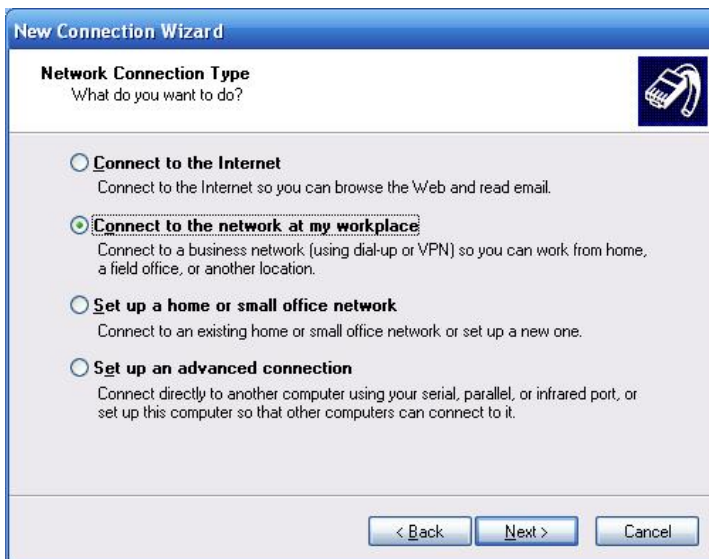 New Connection Wizard
Network Connection Type
What do you want to do?
Connect to the Internet
Connect to the Internet so you can browse the Web and read email.
Connect to the network at my workplace
Connect to a business network (using dial-up or VPN) so you can work from home,
a field office, or another location.
Set up a home or small office network
Connect to an existing home or small office network or set up a new one.
Set up an advanced connection
Connect directly to another computer using your serial, parallel, or infrared port, or
set up this computer so that other computers can connect to it.
< Back Next > Cancel